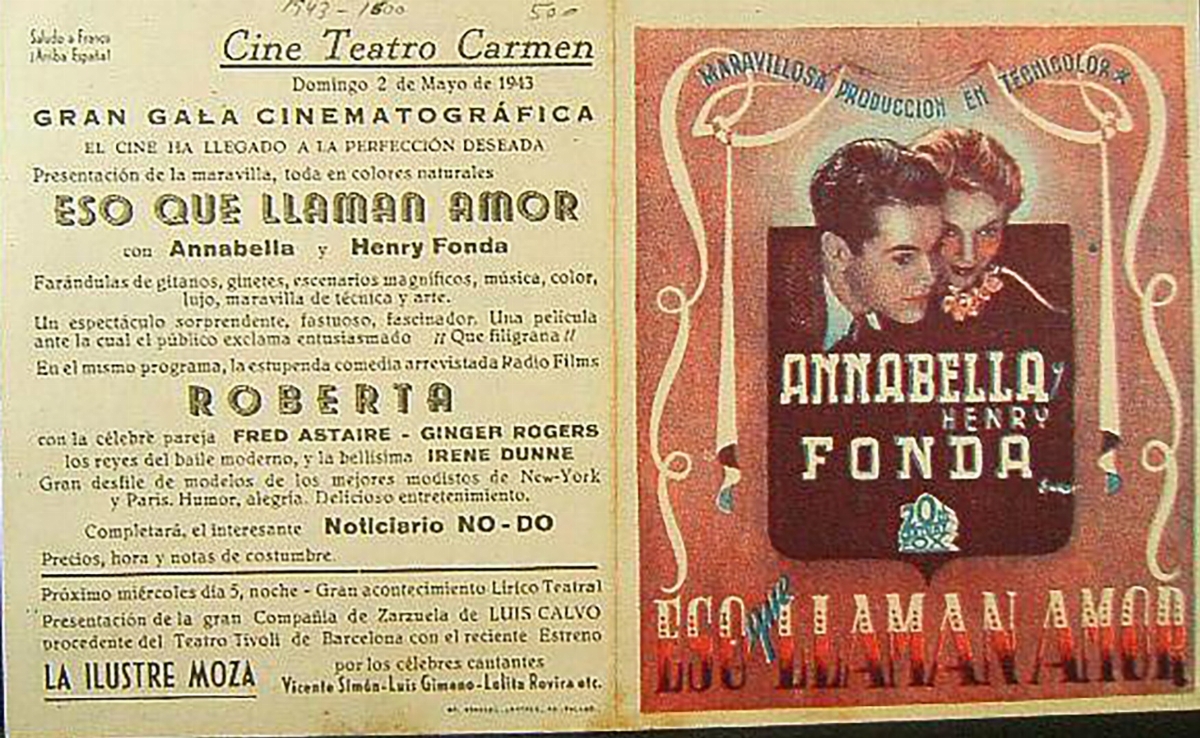 1943 - 1600
50-
Saludo a Franco
¡Arriba España!
Cine Teatro Carmen
Domingo 2 de Mayo de 1943
GRAN GALA CINEMATOGRÁFICA
EL CINE HA LLEGADO A LA PERFECCIÓN DESEADA
Presentación de la maravilla, toda en colores naturales
ESO QUE LLAMAN AMOR
con Annabella y Henry Fonda
Farándulas de gitanos, ginetes, escenarios magníficos, música, color,
lujo, maravilla de técnica y arte.
Un espectáculo sorprendente, fastuoso, fascinador. Una película
ante la cual el público exclama entusiasmado ¡¡ Que filigrana !!
En el mismo programa, la estupenda comedia arrevistada Radio Films
ROBERTA
con la célebre pareja FRED ASTAIRE - GINGER ROGERS
los reyes del baile moderno, y la bellísima IRENE DUNNE
Gran desfile de modelos de los mejores modistos de New-York
y París. Humor, alegría. Delicioso entretenimiento.
Completará, el interesante Noticiario NO-DO
Precios, hora y notas de costumbre.
Próximo miércoles día 5, noche - Gran acontecimiento Lírico Teatral
Presentación de la gran Compañía de Zarzuela de LUIS CALVO
procedente del Teatro Tívoli de Barcelona con el reciente Estreno
LA ILUSTRE MOZA
por los célebres cantantes
Vicente Simón-Luis Gimeno-Lolita Rovira etc.
MARAVILLOSA PRODUCCION EN TECHICOLOR
ANNABELLA y
HENRY
FONDA
20th
CENTURY
FOX
ESO que LLAMAN AMOR